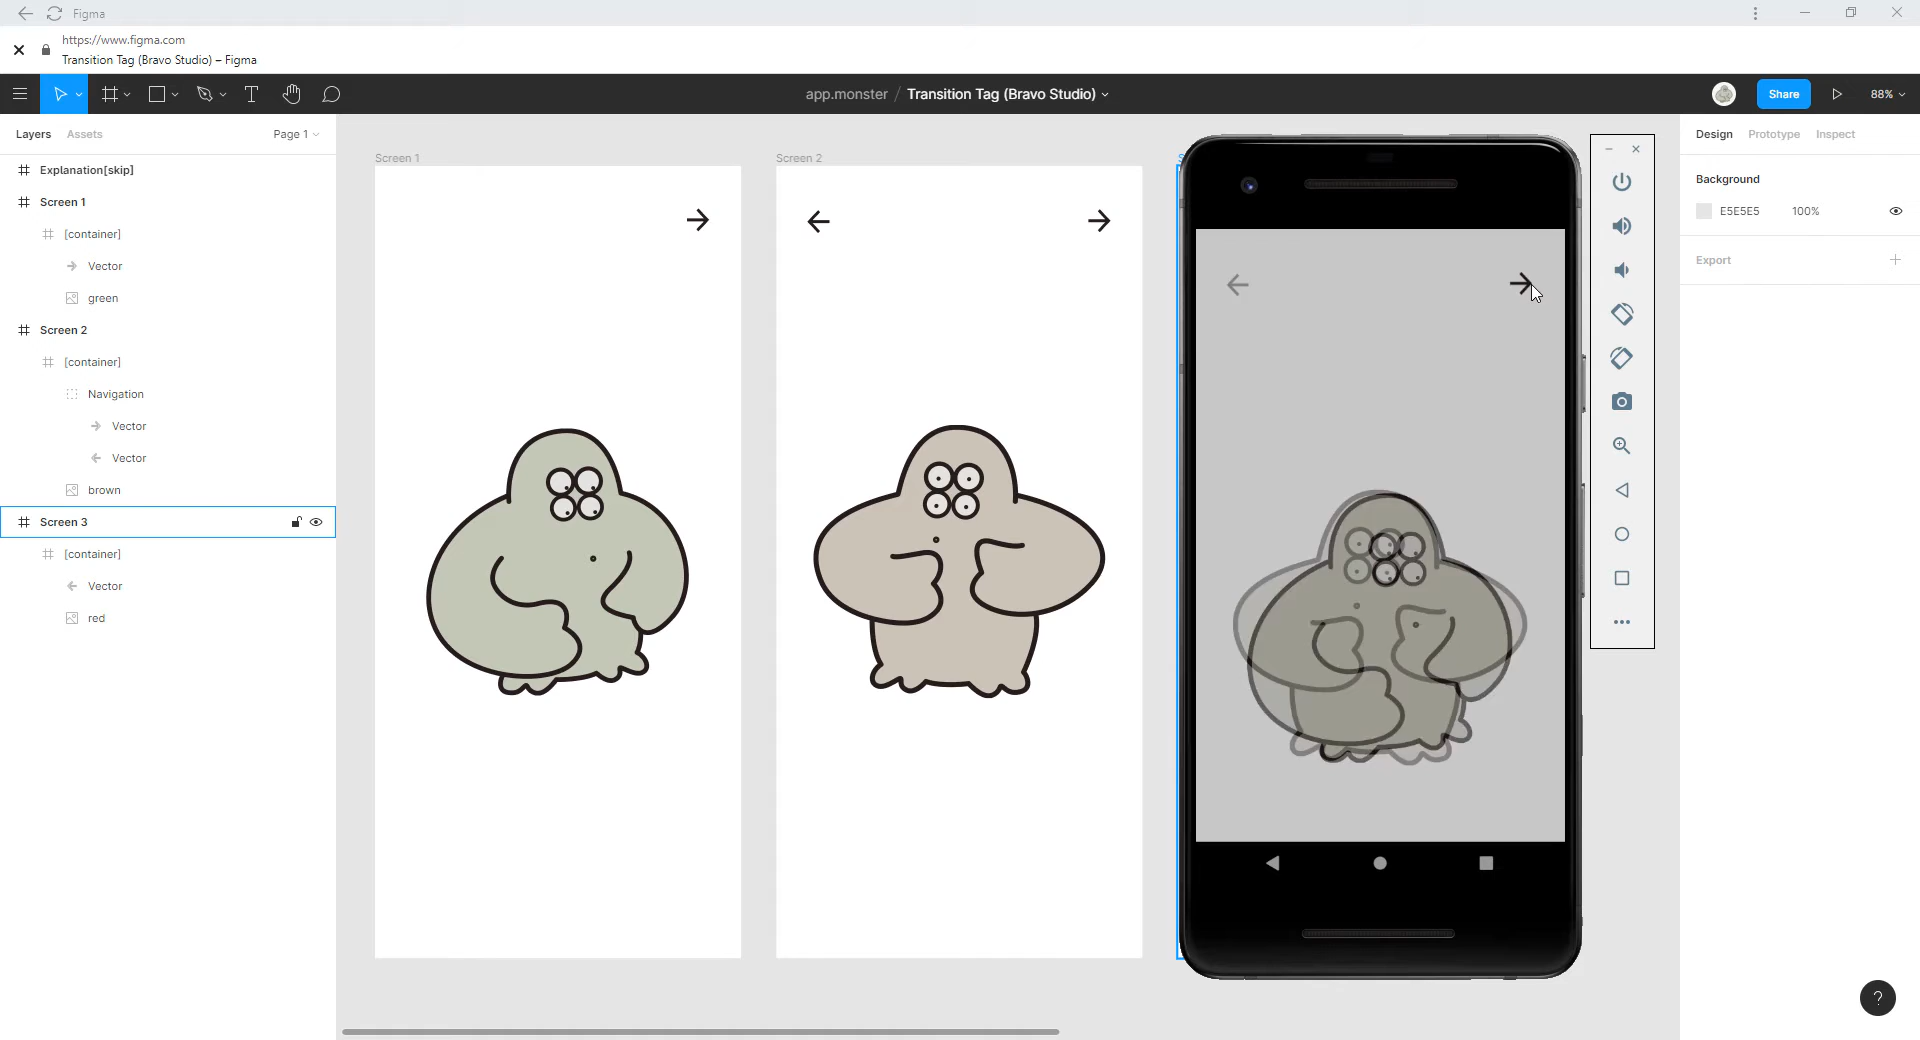 Figma
https://www.figma.com
Transition Tag (Bravo Studio) – Figma
app.monster / Transition Tag (Bravo Studio)
Share
88%
Layers Assets Page 1
Explanation[skip]
Screen 1
[container]
Vector
green
Screen 2
[container]
Navigation
Vector
Vector
brown
Screen 3
[container]
Vector
red
Screen 1
Screen 2
Design Prototype Inspect
Background
E5E5E5 100%
Export
?